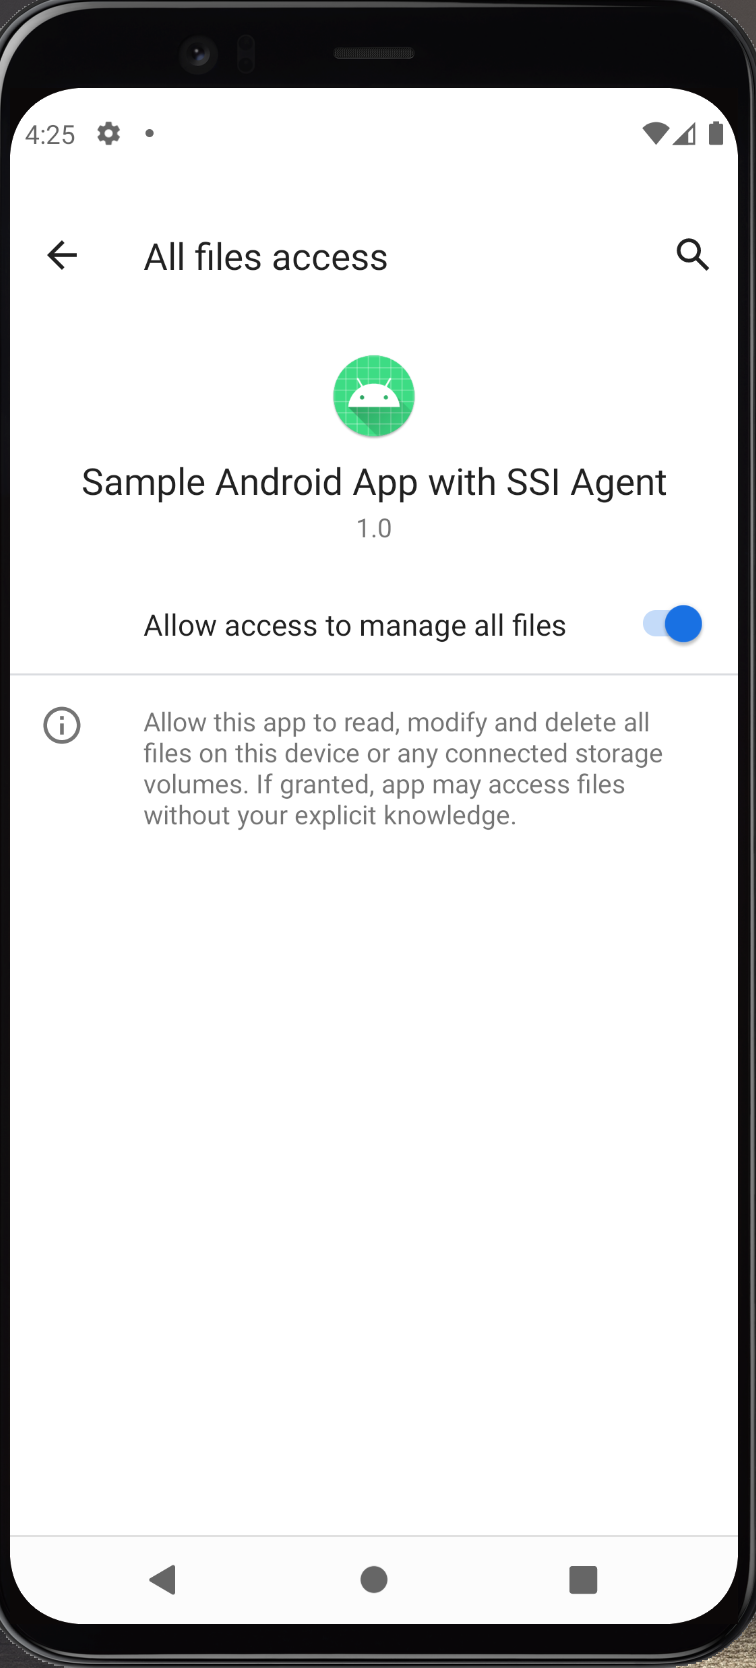 4:25
All files access
Sample Android App with SSI Agent
1.0
Allow access to manage all files
Allow this app to read, modify and delete all
files on this device or any connected storage
volumes. If granted, app may access files
without your explicit knowledge.